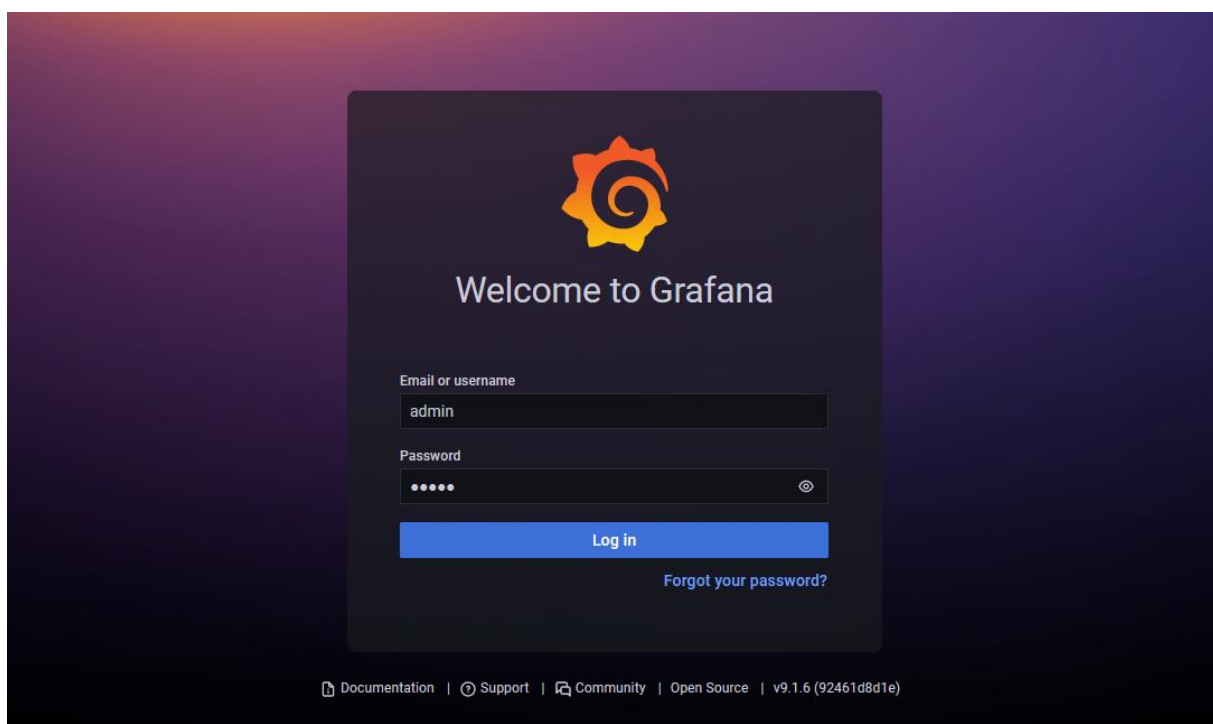 Welcome to Grafana
Email or username
admin
Password
•••••
Log in
Forgot your password?
Documentation | Support | Community | Open Source | v9.1.6 (92461d8d1e)